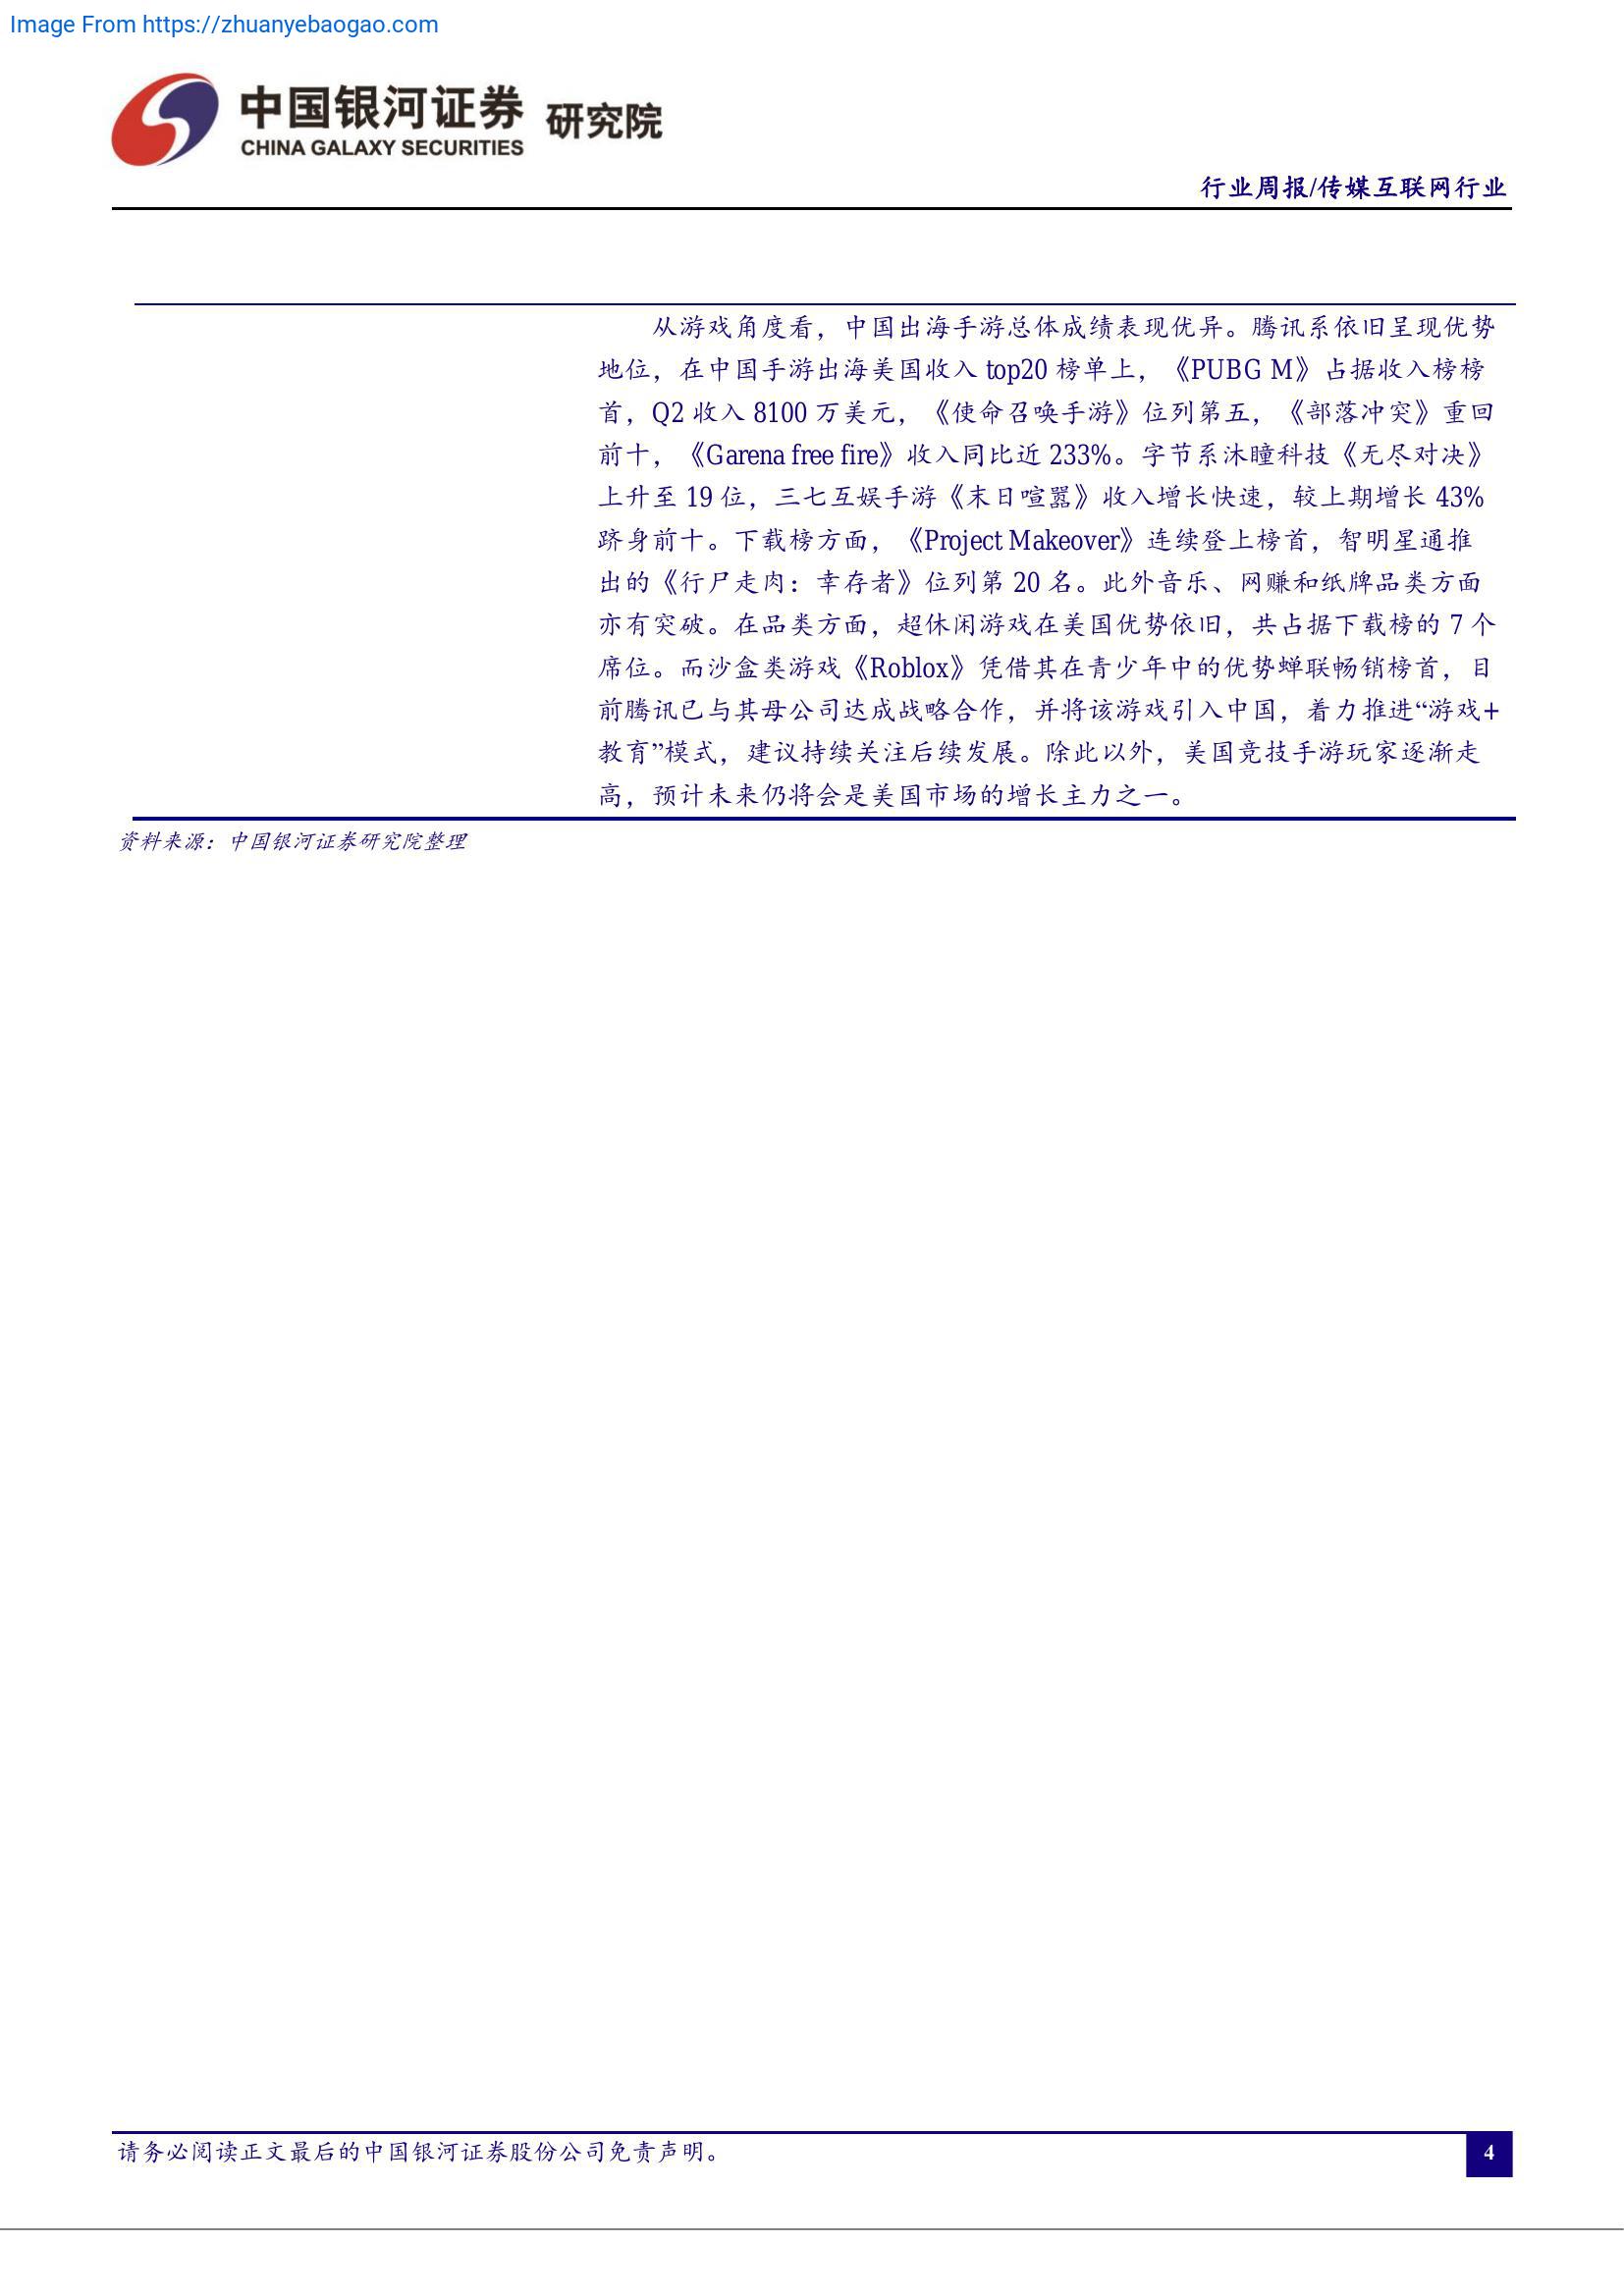 Image From https://zhuanyebaogao.com
中国银河证券 研究院
CHINA GALAXY SECURITIES
行业周报/传媒互联网行业
从游戏角度看，中国出海手游总体成绩表现优异。腾讯系依旧呈现优势
地位，在中国手游出海美国收入 top20 榜单上，《PUBG M》占据收入榜榜
首，Q2 收入 8100 万美元，《使命召唤手游》位列第五，《部落冲突》重回
前十，《Garena free fire》收入同比近 233%。字节系沐瞳科技《无尽对决》
上升至 19 位，三七互娱手游《末日喧嚣》收入增长快速，较上期增长 43%
跻身前十。下载榜方面，《Project Makeover》连续登上榜首，智明星通推
出的《行尸走肉：幸存者》位列第 20 名。此外音乐、网赚和纸牌品类方面
亦有突破。在品类方面，超休闲游戏在美国优势依旧，共占据下载榜的 7 个
席位。而沙盒类游戏《Roblox》凭借其在青少年中的优势蝉联畅销榜首，目
前腾讯已与其母公司达成战略合作，并将该游戏引入中国，着力推进“游戏+
教育”模式，建议持续关注后续发展。除此以外，美国竞技手游玩家逐渐走
高，预计未来仍将会是美国市场的增长主力之一。
资料来源：中国银河证券研究院整理
请务必阅读正文最后的中国银河证券股份公司免责声明。
4